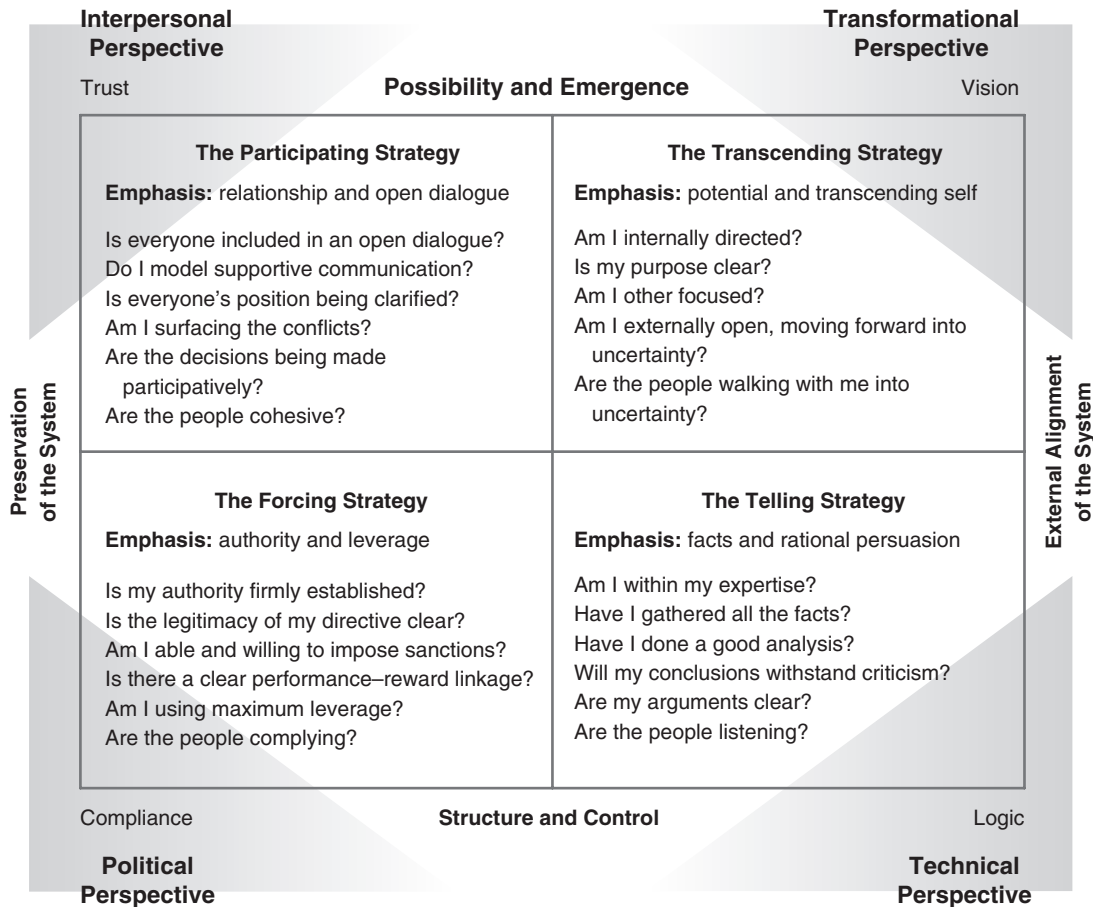 Interpersonal
Perspective
Transformational
Perspective
Trust
Possibility and Emergence
Vision
Preservation
of the System
The Participating Strategy
Emphasis: relationship and open dialogue
Is everyone included in an open dialogue?
Do I model supportive communication?
Is everyone’s position being clarified?
Am I surfacing the conflicts?
Are the decisions being made
participatively?
Are the people cohesive?
The Transcending Strategy
Emphasis: potential and transcending self
Am I internally directed?
Is my purpose clear?
Am I other focused?
Am I externally open, moving forward into
uncertainty?
Are the people walking with me into
uncertainty?
External Alignment
of the System
The Forcing Strategy
Emphasis: authority and leverage
Is my authority firmly established?
Is the legitimacy of my directive clear?
Am I able and willing to impose sanctions?
Is there a clear performance–reward linkage?
Am I using maximum leverage?
Are the people complying?
The Telling Strategy
Emphasis: facts and rational persuasion
Am I within my expertise?
Have I gathered all the facts?
Have I done a good analysis?
Will my conclusions withstand criticism?
Are my arguments clear?
Are the people listening?
Compliance
Structure and Control
Logic
Political
Perspective
Technical
Perspective